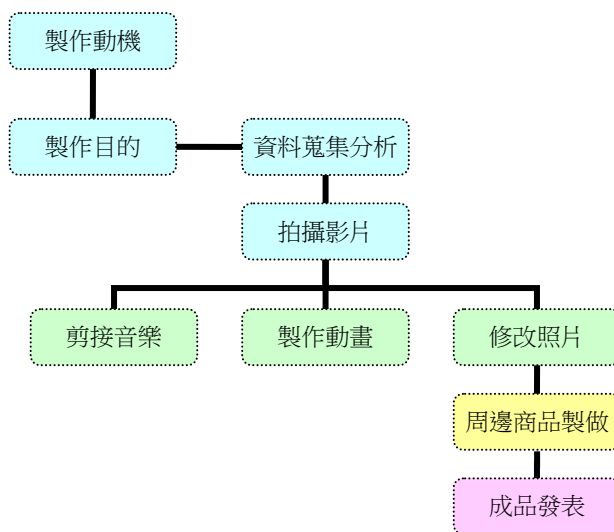 製作動機
製作目的
資料蒐集分析
拍攝影片
剪接音樂
製作動畫
修改照片
周邊商品製做
成品發表